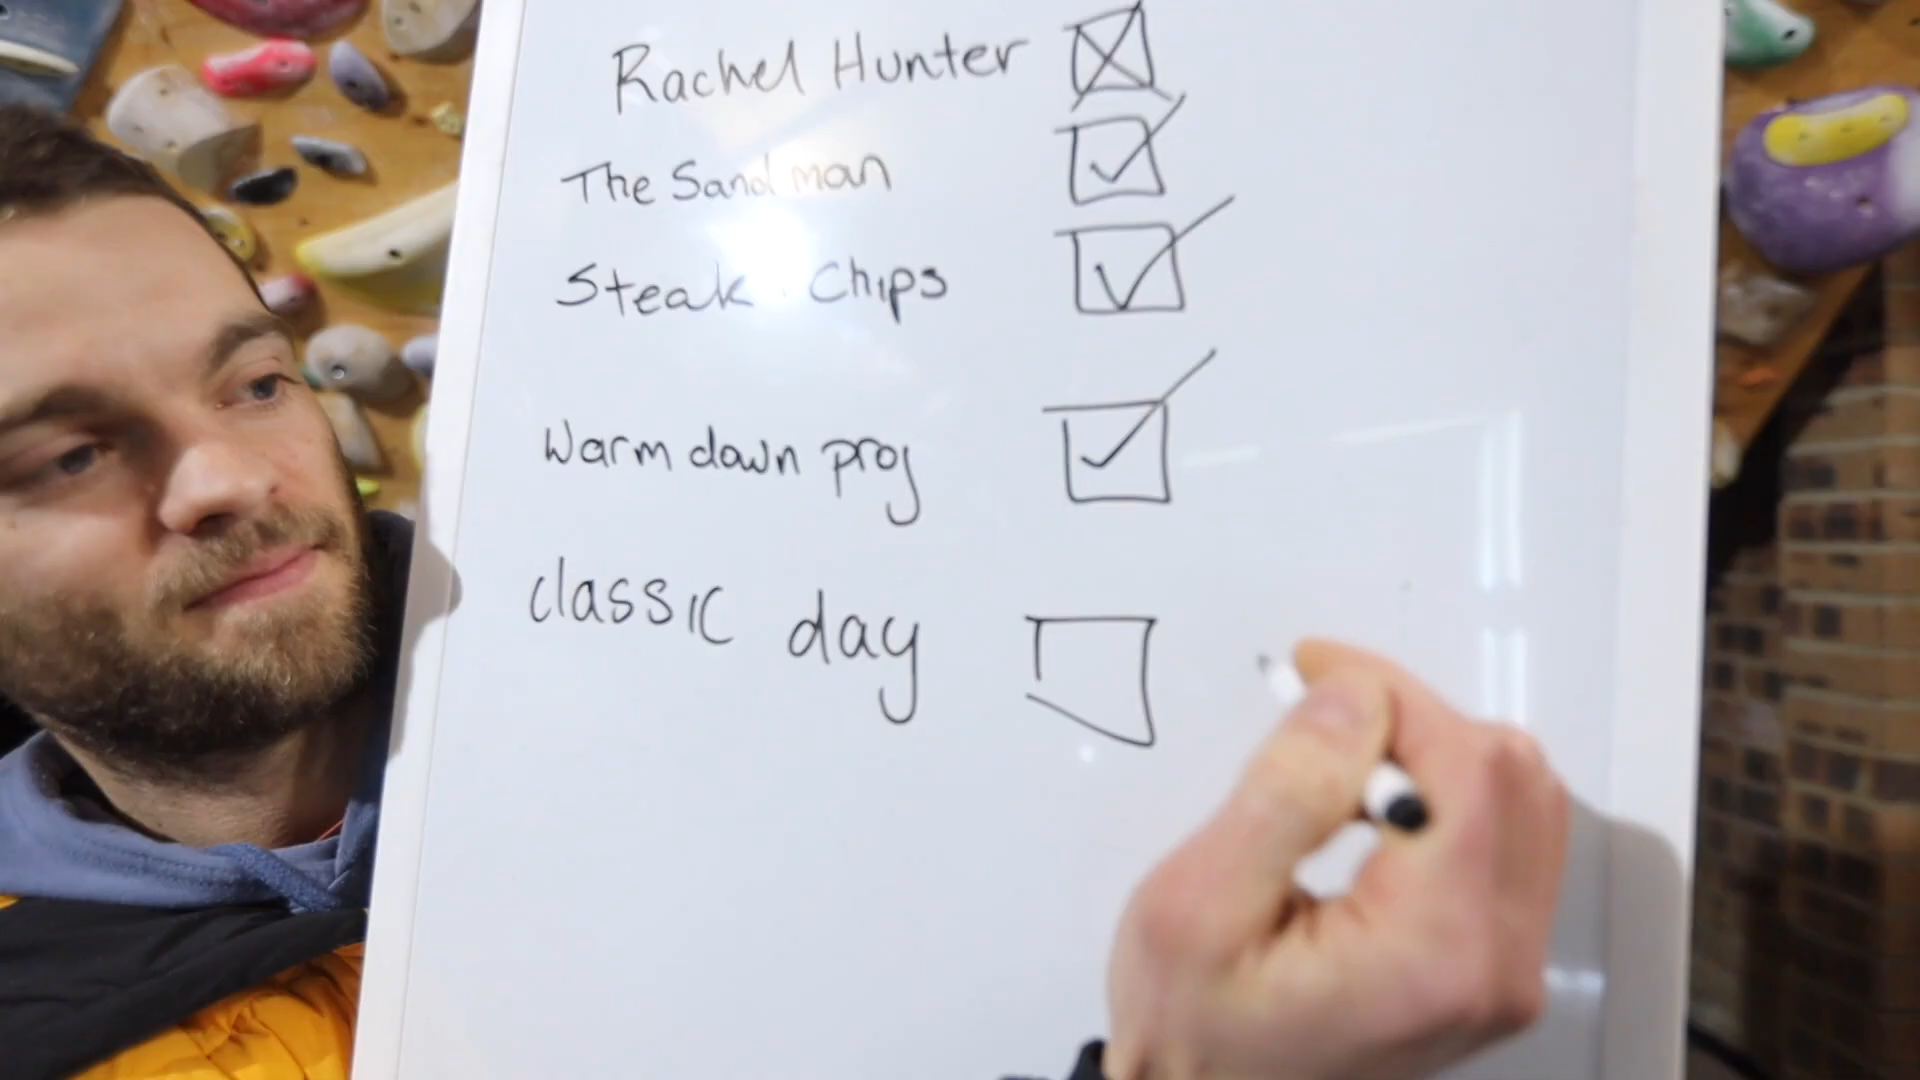 Rachel Hunter
The Sandman
Steak Chips
Warm down proj
classic day